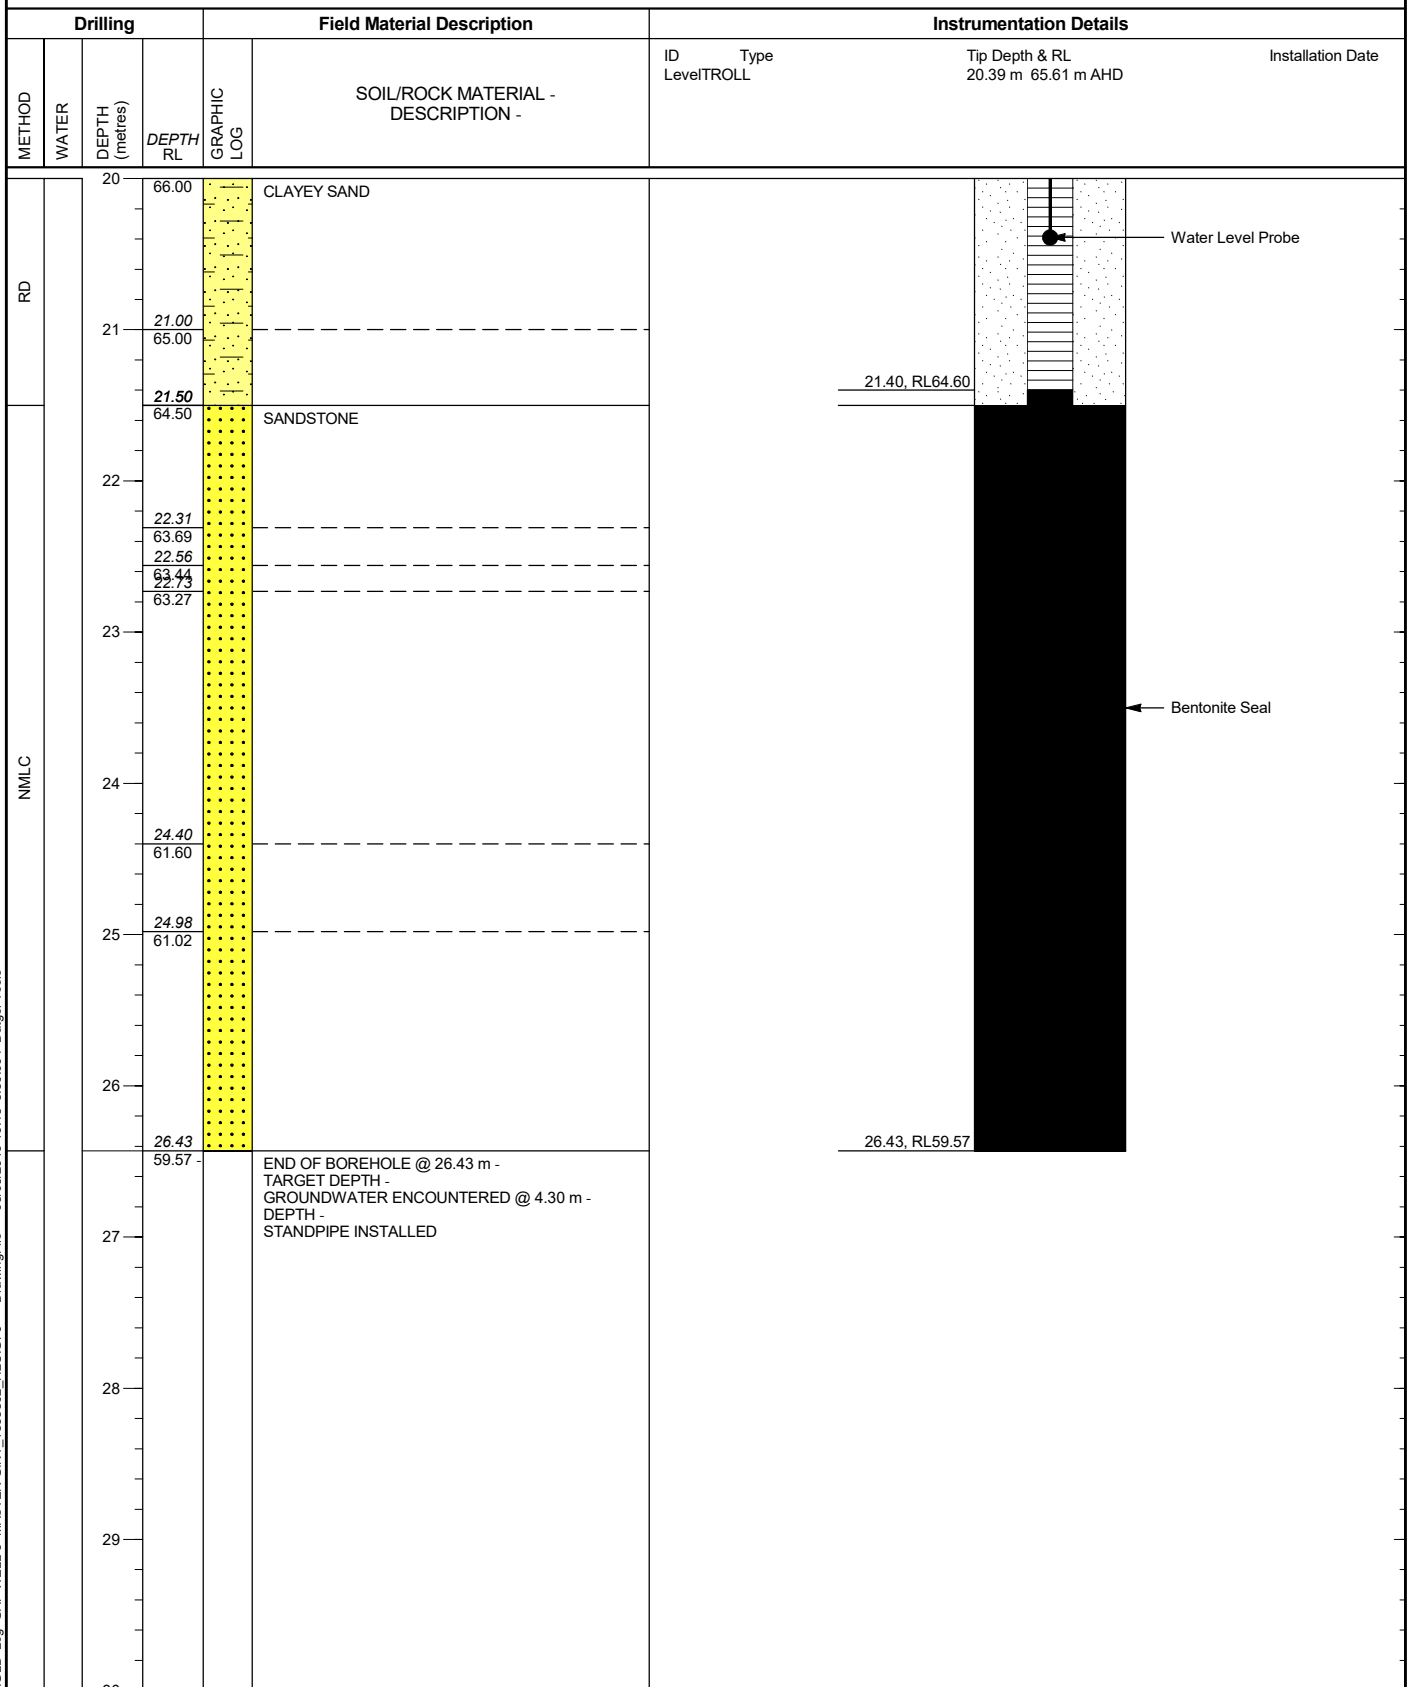 Drilling
Field Material Description
Instrumentation Details
METHOD
WATER
DEPTH
(metres)
DEPTH
RL
GRAPHIC
LOG
SOIL/ROCK MATERIAL -
DESCRIPTION -
ID Type Tip Depth & RL Installation Date
LevelTROLL 20.39 m 65.61 m AHD
20
66.00
CLAYEY SAND
Water Level Probe
RD
21.00
21
65.00
21.40, RL64.60
21.50
64.50
SANDSTONE
22
22.31
63.69
22.56
63.44
22.73
63.27
23
Bentonite Seal
NMLC
24
24.40
61.60
24.98
25
61.02
26
26.43
26.43, RL59.57
59.57 -
END OF BOREHOLE @ 26.43 m -
TARGET DEPTH -
GROUNDWATER ENCOUNTERED @ 4.30 m -
DEPTH -
STANDPIPE INSTALLED
27
28
29